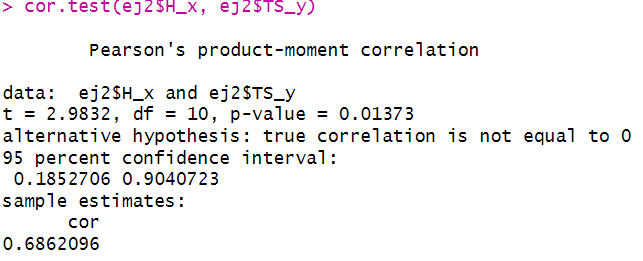 > cor.test(ej2$H_x, ej2$TS_y)
Pearson's product-moment correlation
data:  ej2$H_x and ej2$TS_y
t = 2.9832, df = 10, p-value = 0.01373
alternative hypothesis: true correlation is not equal to 0
95 percent confidence interval:
0.1852706 0.9040723
sample estimates:
cor
0.6862096